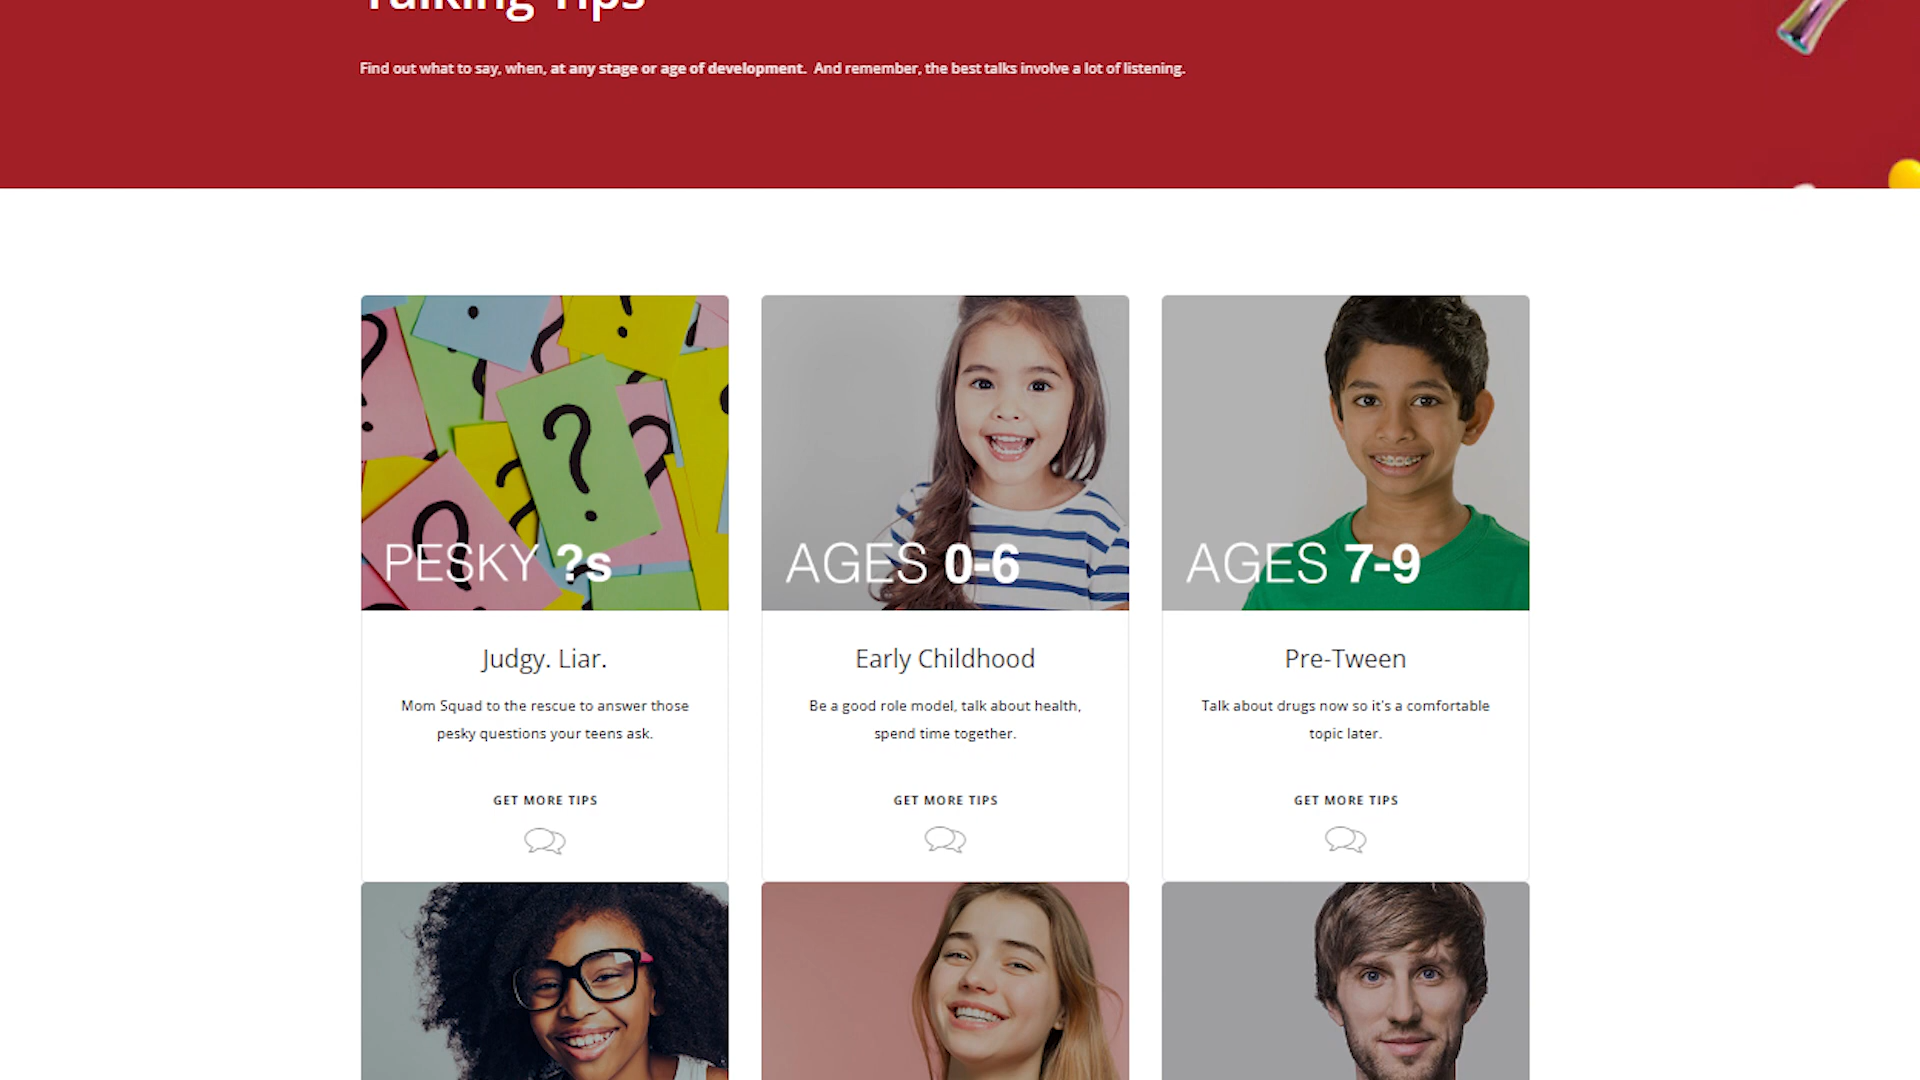 Talking Tips
Find out what to say, when, at any stage or age of development. And remember, the best talks involve a lot of listening.
PESKY ?s
AGES 0-6
AGES 7-9
Judgy. Liar.
Early Childhood
Pre-Tween
Mom Squad to the rescue to answer those
pesky questions your teens ask.
Be a good role model, talk about health,
spend time together.
Talk about drugs now so it's a comfortable
topic later.
GET MORE TIPS
GET MORE TIPS
GET MORE TIPS